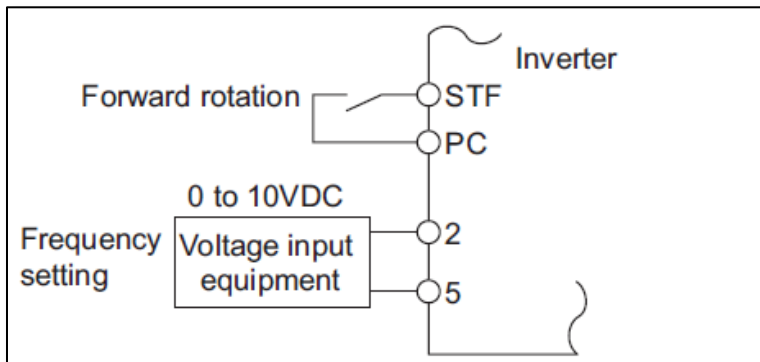 Inverter
Forward rotation
STF
PC
0 to 10VDC
Frequency
setting
Voltage input
equipment
2
5